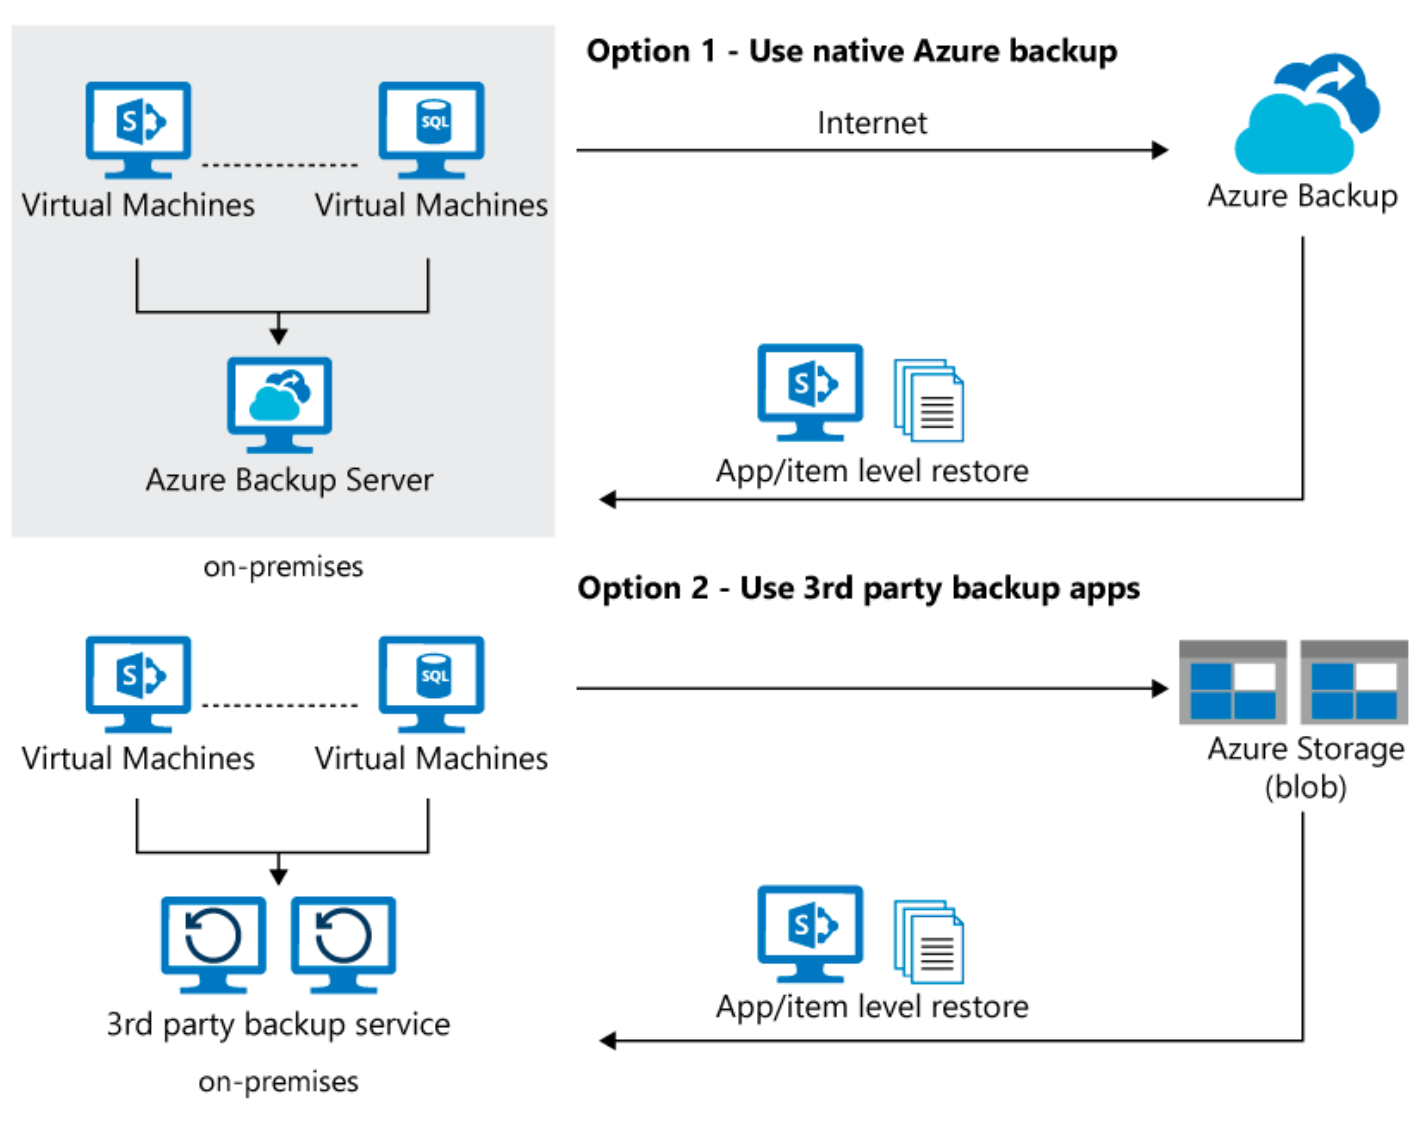 Option 1 - Use native Azure backup
S
SQL
Internet
Virtual Machines
Virtual Machines
Azure Backup
S
App/item level restore
Azure Backup Server
on-premises
Option 2 - Use 3rd party backup apps
S
SQL
Virtual Machines
Virtual Machines
Azure Storage
(blob)
S
App/item level restore
3rd party backup service
on-premises